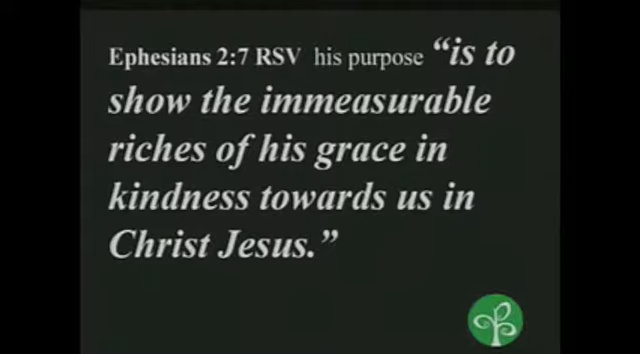 Ephesians 2:7 RSV his purpose “is to
show the immeasurable
riches of his grace in
kindness towards us in
Christ Jesus.”